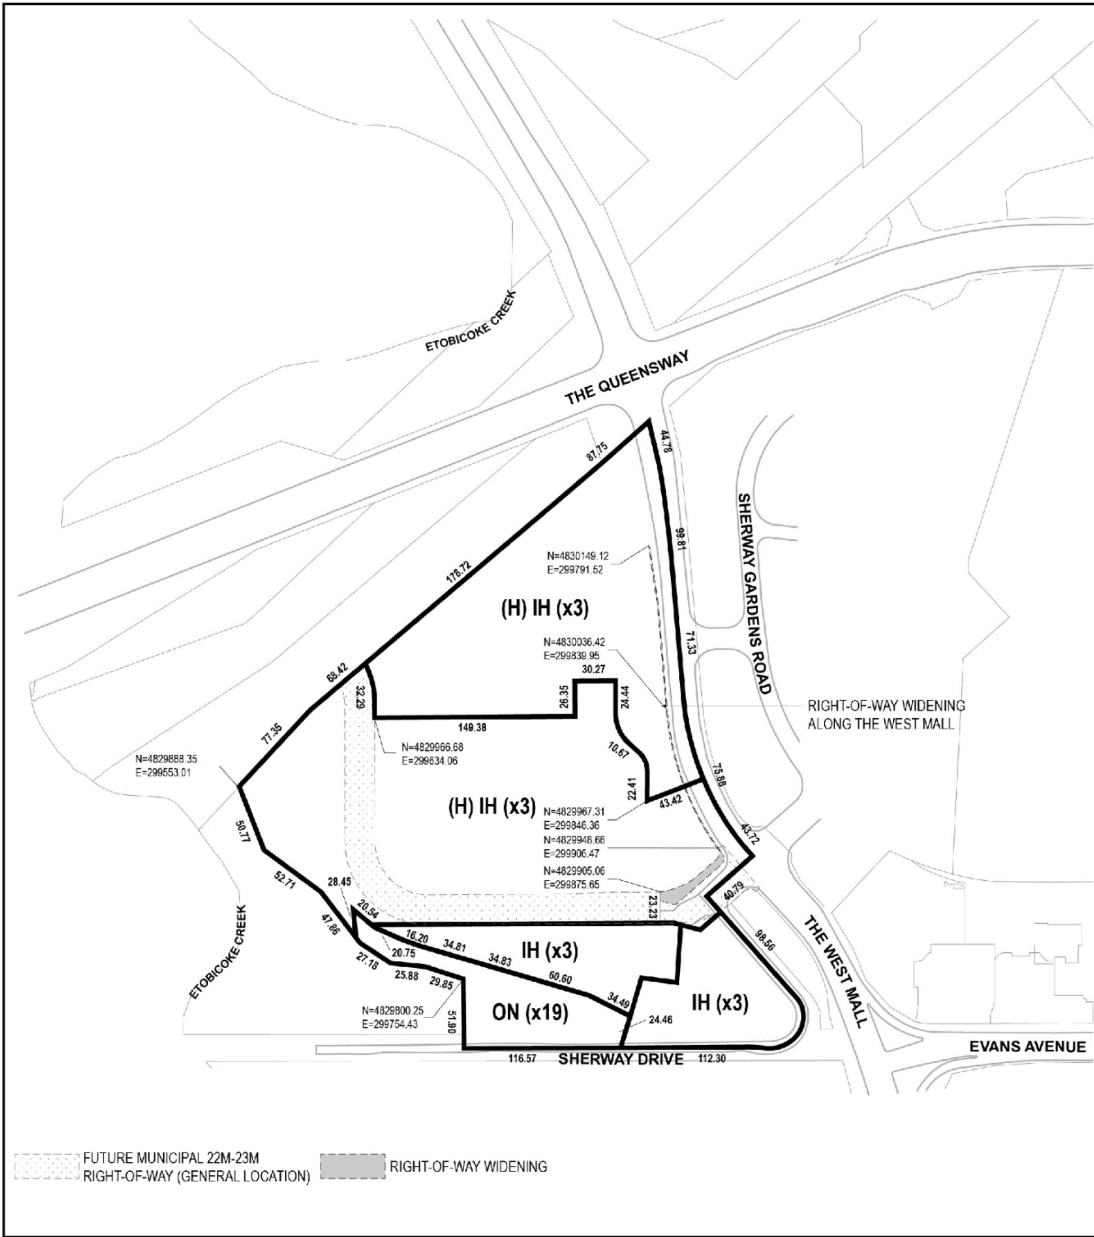 ETOBICOKE CREEK
THE QUEENSWAY
44.78
87.75
SHERWAY GARDENS ROAD
99.81
N=4830149.12
E=299791.52
178.72
(H) IH (x3)
N=4830036.42
E=299839.95
71.33
30.27
68.42
32.29
26.35
24.44
RIGHT-OF-WAY WIDENING
ALONG THE WEST MALL
149.38
77.35
10.67
N=4829966.68
E=299634.06
N=4829888.35
E=299553.01
75.88
22.41
43.42
(H) IH (x3)
N=4829967.31
E=299846.36
43.72
50.77
N=4829948.66
E=299906.47
52.71
N=4829905.06
E=299875.65
28.45
40.79
20.54
23.23
47.86
16.20
34.81
IH (x3)
98.56
THE WEST MALL
ETOBICOKE CREEK
27.18
20.75
34.83
25.88
29.85
60.60
34.49
IH (x3)
N=4829800.25
E=299754.43
ON (x19)
51.90
24.46
EVANS AVENUE
116.57
SHERWAY DRIVE
112.30
FUTURE MUNICIPAL 22M-23M
RIGHT-OF-WAY (GENERAL LOCATION)
RIGHT-OF-WAY WIDENING